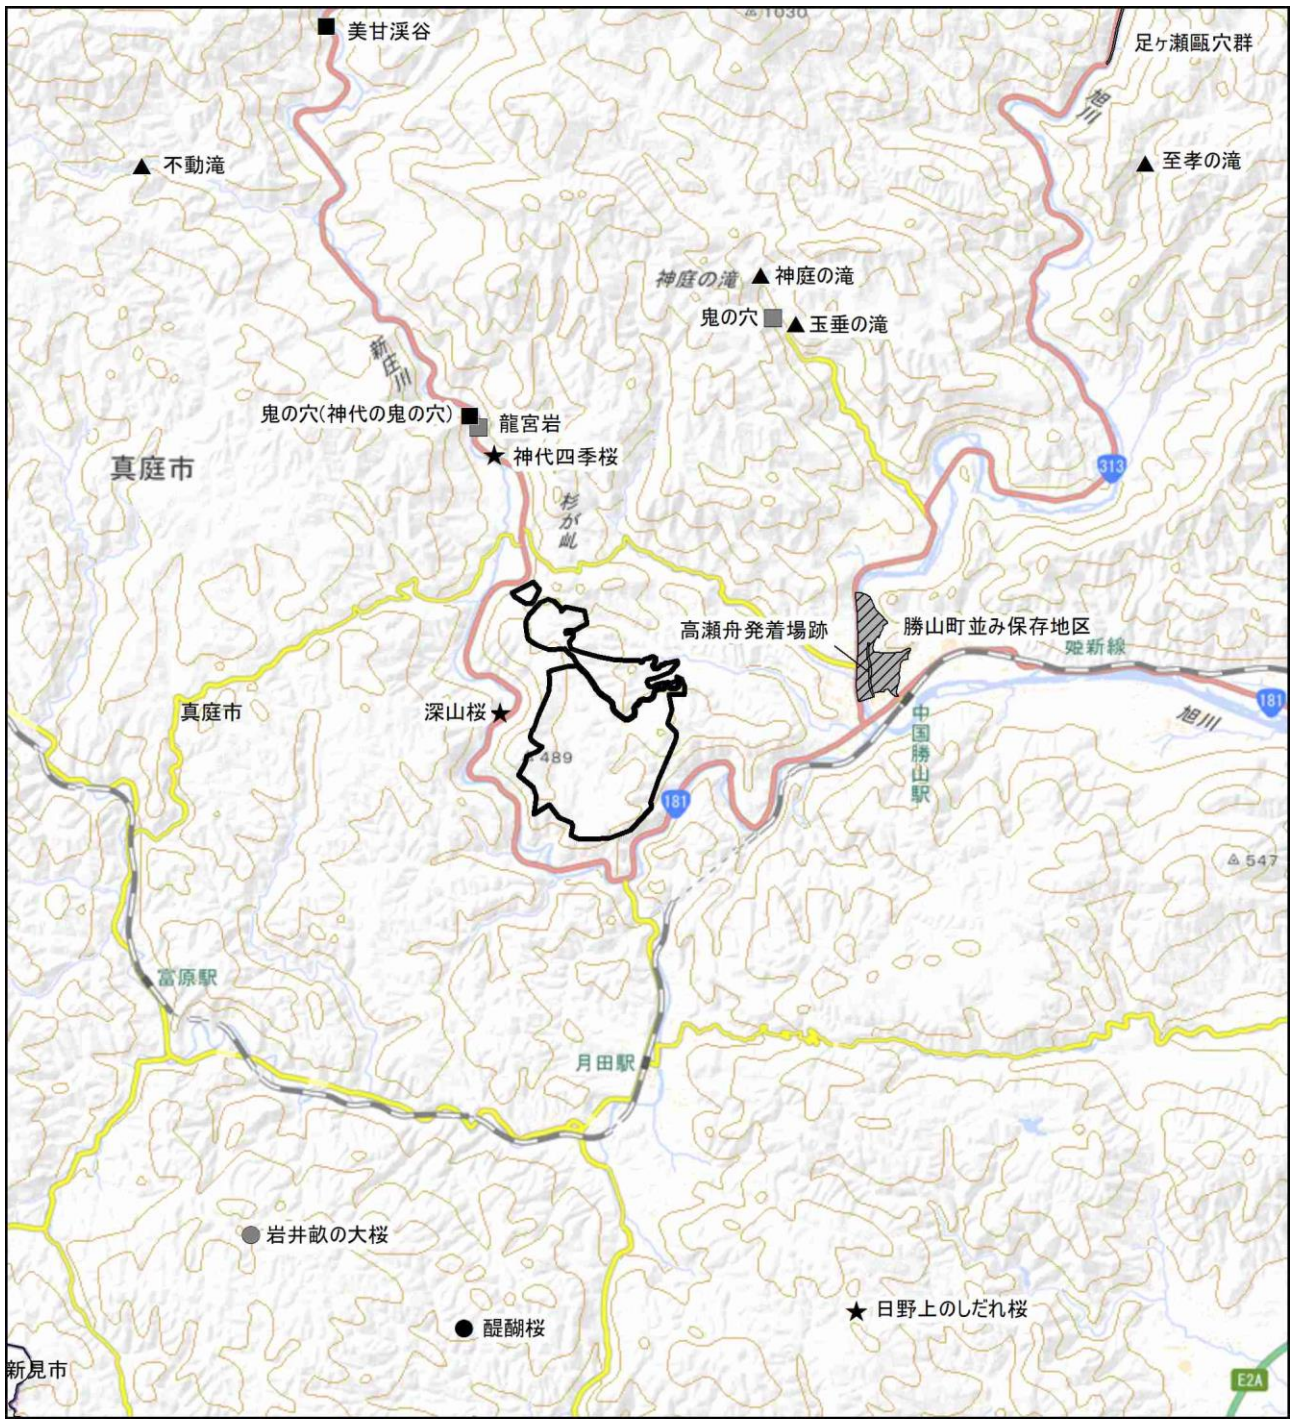 1030
美甘渓谷
足ヶ瀬甌穴群
旭川
不動滝
至孝の滝
神庭の滝
神庭の滝
鬼の穴
玉垂の滝
新庄川
鬼の穴(神代の鬼の穴)
龍宮岩
神代四季桜
真庭市
313
杉が乢
高瀬舟発着場跡
勝山町並み保存地区
姫新線
真庭市
深山桜
181
旭川
中国勝山駅
489
181
547
富原駅
月田駅
岩井畝の大桜
日野上のしだれ桜
醍醐桜
新見市
E2A